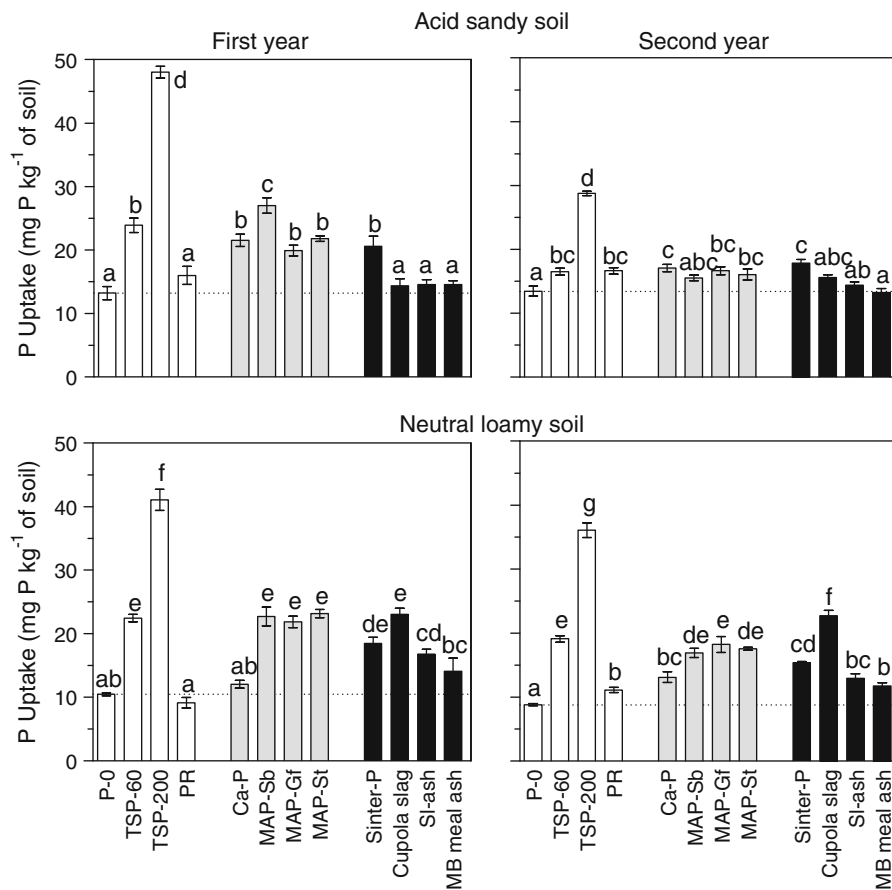 Acid sandy soil
First year
Second year
P Uptake (mg P kg⁻¹ of soil)
50
40
30
20
10
0
a
b
d
a
b
c
b
b
b
a
a
a
a
bc
d
bc
c
abc
bc
bc
c
abc
ab
a
Neutral loamy soil
P Uptake (mg P kg⁻¹ of soil)
50
40
30
20
10
0
ab
e
f
a
ab
e
e
e
de
e
cd
bc
a
e
g
b
bc
de
e
de
cd
f
bc
b
P-0
TSP-60
TSP-200
PR
Ca-P
MAP-Sb
MAP-Gf
MAP-St
Sinter-P
Cupola slag
Sl-ash
MB meal ash
P-0
TSP-60
TSP-200
PR
Ca-P
MAP-Sb
MAP-Gf
MAP-St
Sinter-P
Cupola slag
Sl-ash
MB meal ash